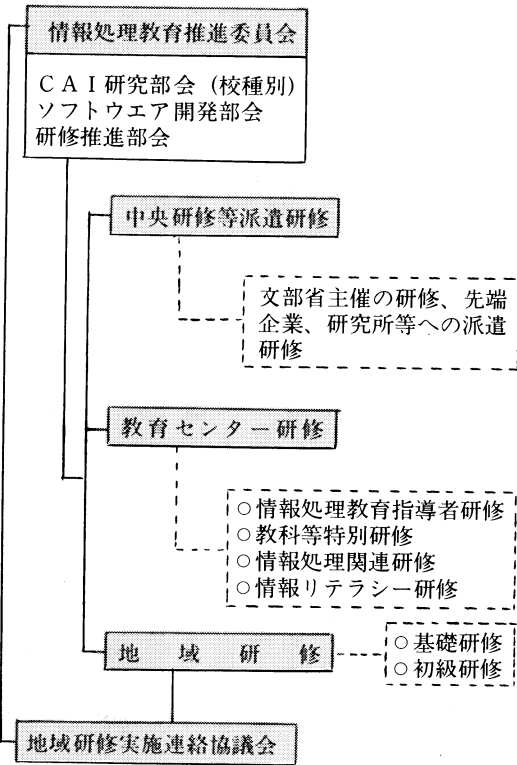 情報処理教育推進委員会
CAI研究部会(校種別)
ソフトウエア開発部会
研修推進部会
中央研修等派遣研修
文部省主催の研修、先端
企業、研究所等への派遣
研修
教育センター研修
○情報処理教育指導者研修
○教科等特別研修
○情報処理関連研修
○情報リテラシー研修
地域研修
○基礎研修
○初級研修
地域研修実施連絡協議会